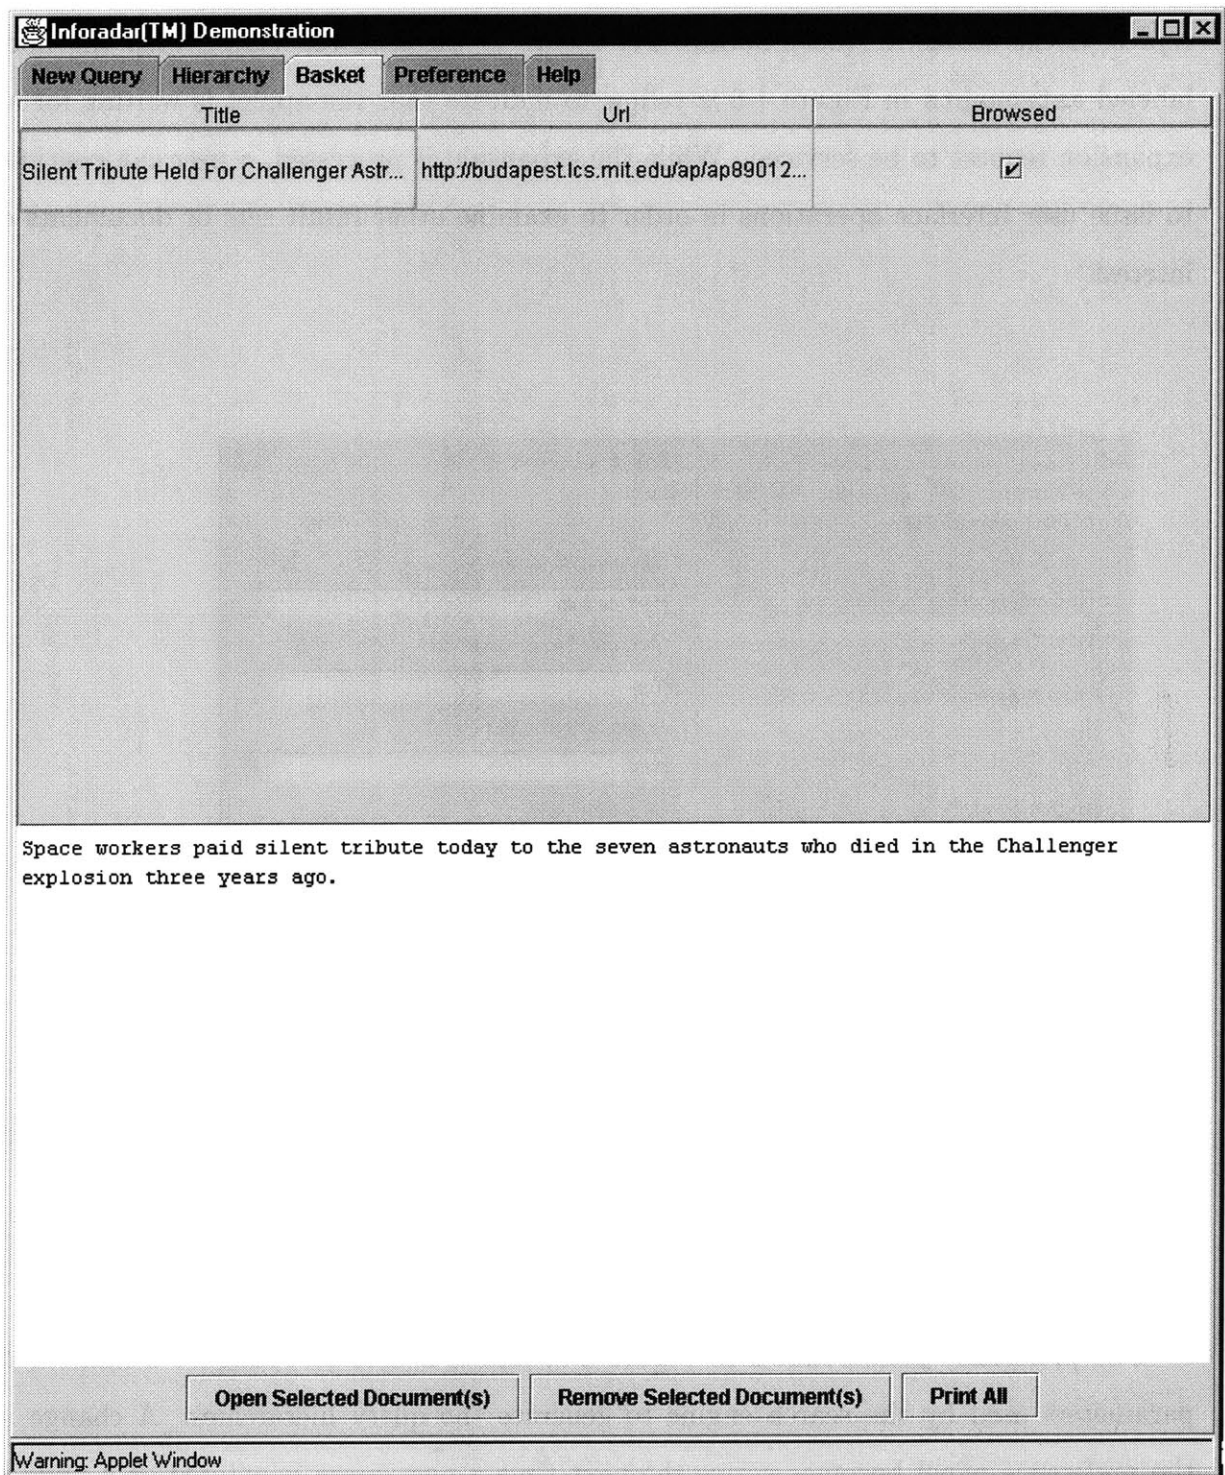 Inforadar(TM) Demonstration
New Query Hierarchy Basket Preference Help
Title Url Browsed
Silent Tribute Held For Challenger Astr... http://budapest.lcs.mit.edu/ap/ap89012...
Space workers paid silent tribute today to the seven astronauts who died in the Challenger
explosion three years ago.
Open Selected Document(s) Remove Selected Document(s) Print All
Warning: Applet Window